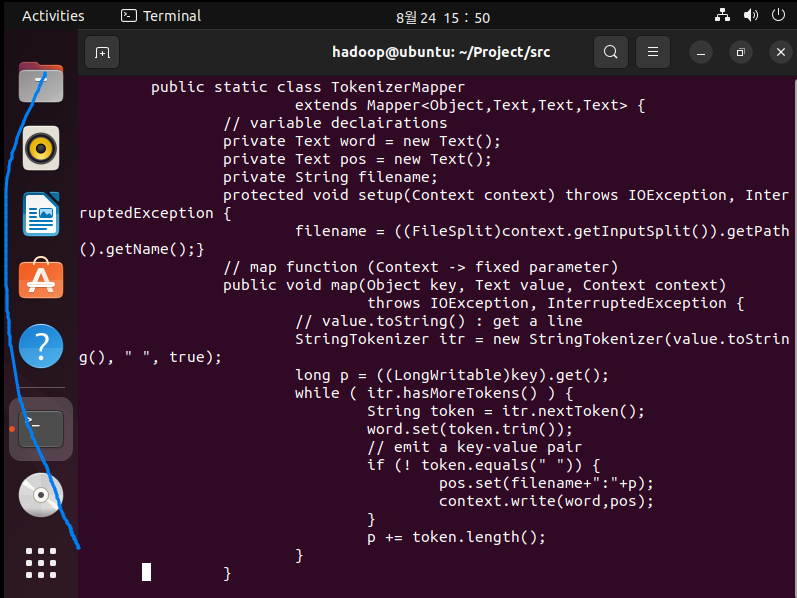 Activities
Terminal
8월 24 15 : 50
hadoop@ubuntu: ~/Project/src
public static class TokenizerMapper
extends Mapper<Object,Text,Text,Text> {
// variable declairations
private Text word = new Text();
private Text pos = new Text();
private String filename;
protected void setup(Context context) throws IOException, Inter
ruptedException {
filename = ((FileSplit)context.getInputSplit()).getPath
().getName();}
// map function (Context -> fixed parameter)
public void map(Object key, Text value, Context context)
throws IOException, InterruptedException {
// value.toString() : get a line
StringTokenizer itr = new StringTokenizer(value.toStrin
g(), " ", true);
long p = ((LongWritable)key).get();
while ( itr.hasMoreTokens() ) {
String token = itr.nextToken();
word.set(token.trim());
// emit a key-value pair
if (! token.equals(" ")) {
pos.set(filename+":"+p);
context.write(word,pos);
}
p += token.length();
}
}